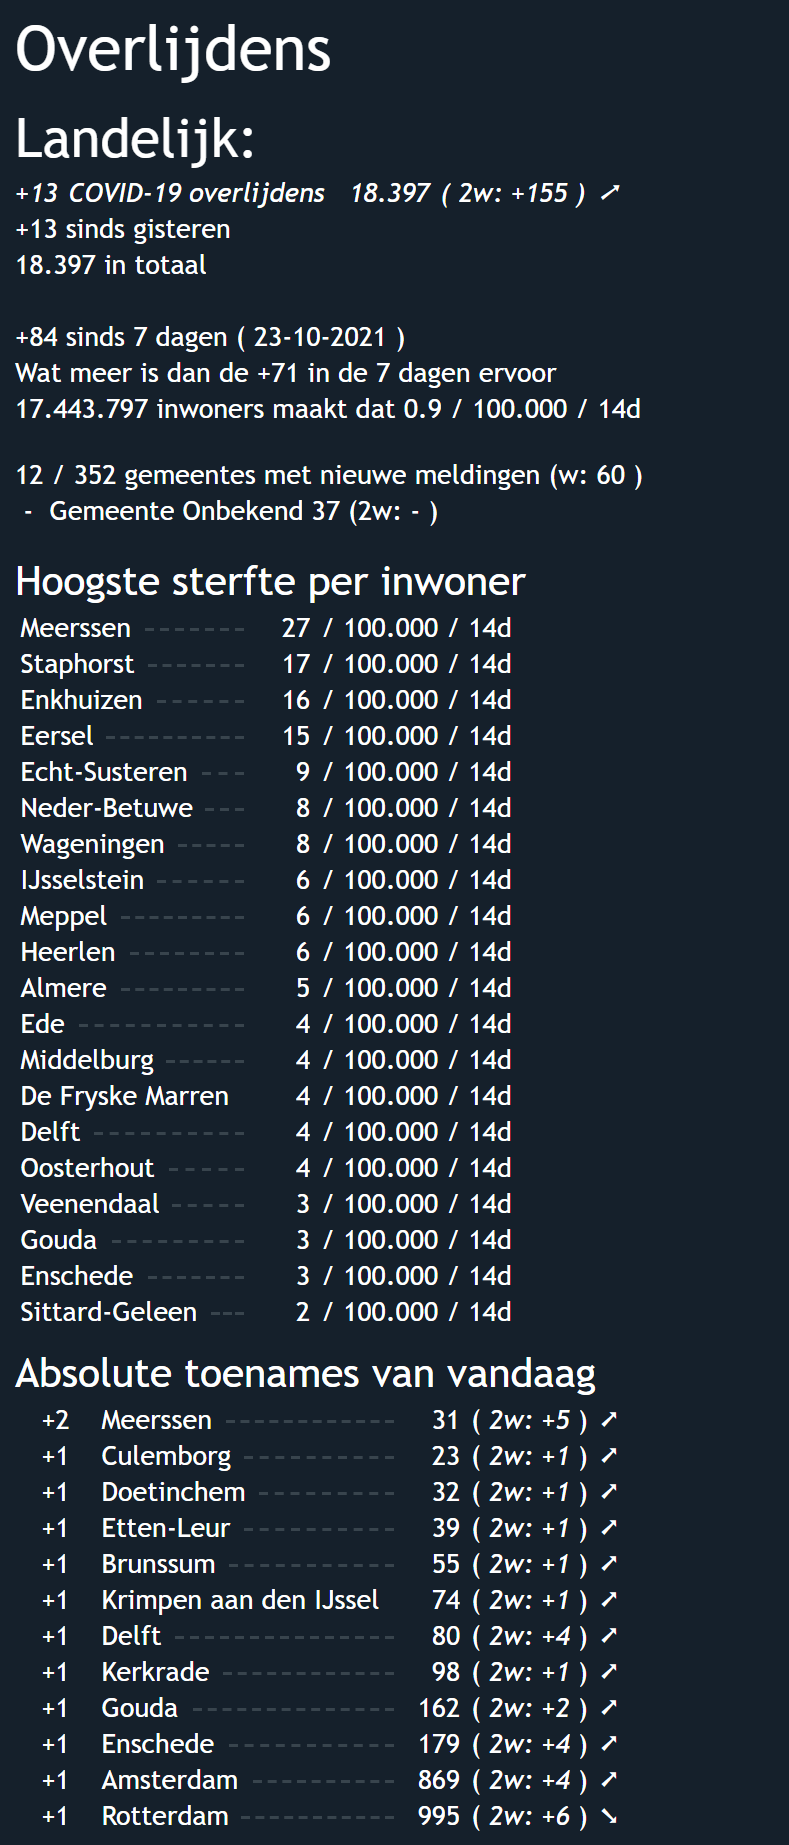 Overlijdens
Landelijk:
+13 COVID-19 overlijdens 18.397 ( 2w: +155 ) ➚
+13 sinds gisteren
18.397 in totaal
+84 sinds 7 dagen ( 23-10-2021 )
Wat meer is dan de +71 in de 7 dagen ervoor
17.443.797 inwoners maakt dat 0.9 / 100.000 / 14d
12 / 352 gemeentes met nieuwe meldingen (w: 60 )
- Gemeente Onbekend 37 (2w: - )
Hoogste sterfte per inwoner
Meerssen ------- 27 / 100.000 / 14d
Staphorst ------- 17 / 100.000 / 14d
Enkhuizen ------ 16 / 100.000 / 14d
Eersel ---------- 15 / 100.000 / 14d
Echt-Susteren --- 9 / 100.000 / 14d
Neder-Betuwe --- 8 / 100.000 / 14d
Wageningen ----- 8 / 100.000 / 14d
IJsselstein ------ 6 / 100.000 / 14d
Meppel --------- 6 / 100.000 / 14d
Heerlen -------- 6 / 100.000 / 14d
Almere --------- 5 / 100.000 / 14d
Ede ----------- 4 / 100.000 / 14d
Middelburg ------ 4 / 100.000 / 14d
De Fryske Marren 4 / 100.000 / 14d
Delft ---------- 4 / 100.000 / 14d
Oosterhout ----- 4 / 100.000 / 14d
Veenendaal ----- 3 / 100.000 / 14d
Gouda --------- 3 / 100.000 / 14d
Enschede ------- 3 / 100.000 / 14d
Sittard-Geleen --- 2 / 100.000 / 14d
Absolute toenames van vandaag
+2 Meerssen ------------ 31 ( 2w: +5 ) ➚
+1 Culemborg ---------- 23 ( 2w: +1 ) ➚
+1 Doetinchem --------- 32 ( 2w: +1 ) ➚
+1 Etten-Leur ---------- 39 ( 2w: +1 ) ➚
+1 Brunssum ----------- 55 ( 2w: +1 ) ➚
+1 Krimpen aan den IJssel 74 ( 2w: +1 ) ➚
+1 Delft --------------- 80 ( 2w: +4 ) ➚
+1 Kerkrade ------------ 98 ( 2w: +1 ) ➚
+1 Gouda -------------- 162 ( 2w: +2 ) ➚
+1 Enschede ----------- 179 ( 2w: +4 ) ➚
+1 Amsterdam ---------- 869 ( 2w: +4 ) ➚
+1 Rotterdam ----------- 995 ( 2w: +6 ) ➘